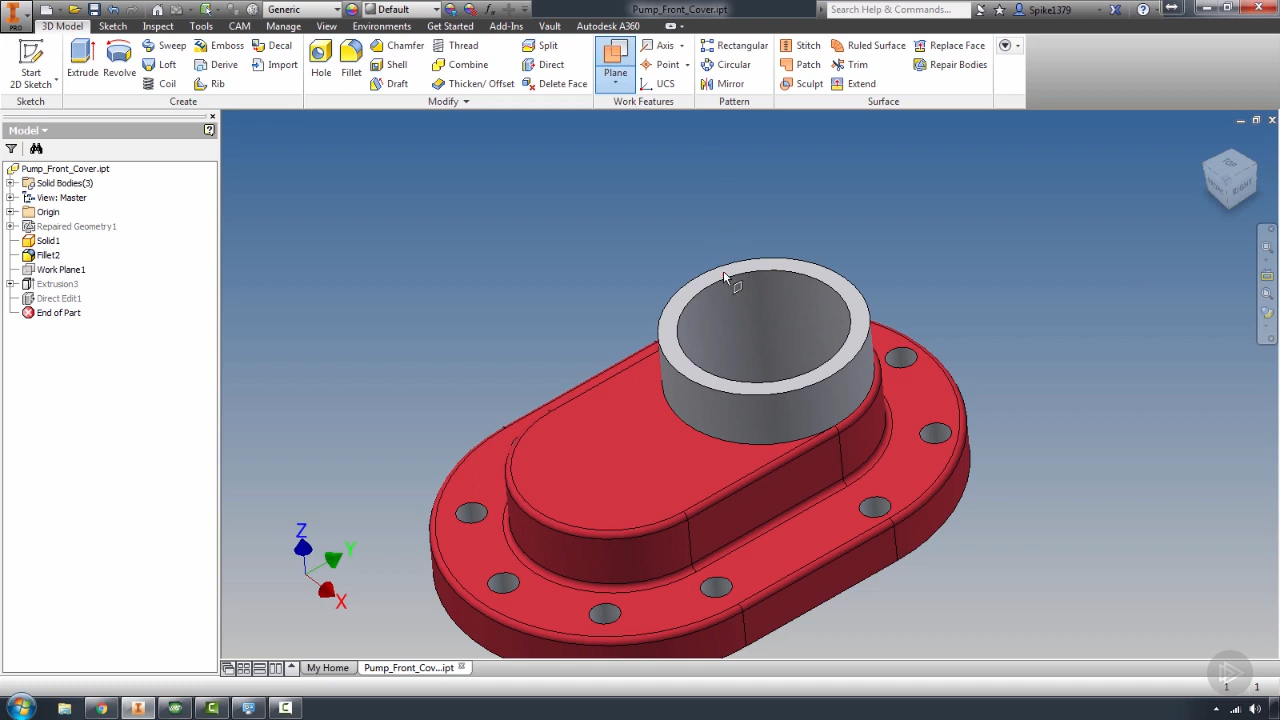 Generic
Default
Pump_Front_Cover.ipt
Search Help & Commands...
Spike1379
PRO
3D Model Sketch Inspect Tools CAM Manage View Environments Get Started Add-Ins Vault Autodesk A360
Start
2D Sketch
Extrude
Revolve
Sweep
Loft
Coil
Emboss
Derive
Rib
Decal
Import
Hole
Fillet
Chamfer
Shell
Draft
Thread
Combine
Thicken/ Offset
Split
Direct
Delete Face
Plane
Axis
Point
UCS
Rectangular
Circular
Mirror
Stitch
Patch
Sculpt
Ruled Surface
Trim
Extend
Replace Face
Repair Bodies
Sketch Create Modify Work Features Pattern Surface
Model
Pump_Front_Cover.ipt
Solid Bodies(3)
View: Master
Origin
Repaired Geometry1
Solid1
Fillet2
Work Plane1
Extrusion3
Direct Edit1
End of Part
TOP
RIGHT
Z
Y
X
My Home Pump_Front_Cov...ipt
1 1